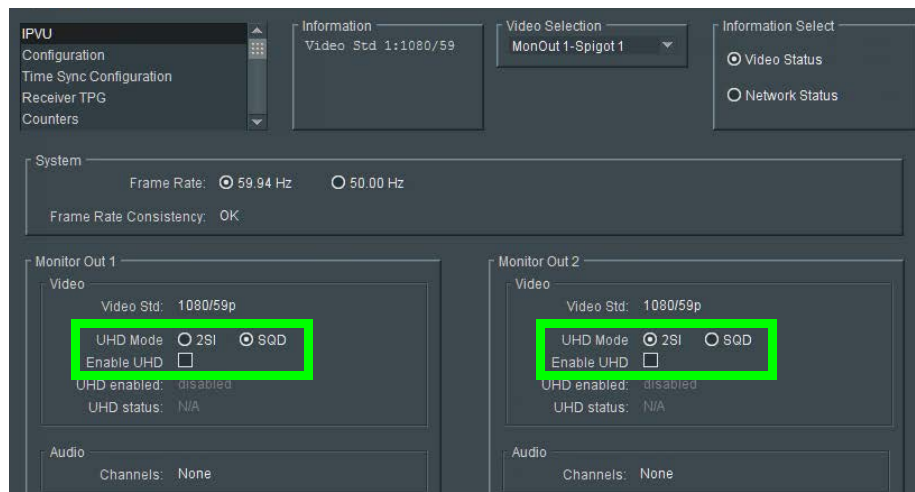 IPVU
Configuration
Time Sync Configuration
Receiver TPG
Counters
Information
Video Std 1:1080/59
Video Selection
MonOut 1-Spigot 1
Information Select
Video Status
Network Status
System
Frame Rate: 59.94 Hz 50.00 Hz
Frame Rate Consistency: OK
Monitor Out 1
Video
Video Std: 1080/59p
UHD Mode 2SI SQD
Enable UHD
UHD enabled: disabled
UHD status: N/A
Audio
Channels: None
Monitor Out 2
Video
Video Std: 1080/59p
UHD Mode 2SI SQD
Enable UHD
UHD enabled: disabled
UHD status: N/A
Audio
Channels: None